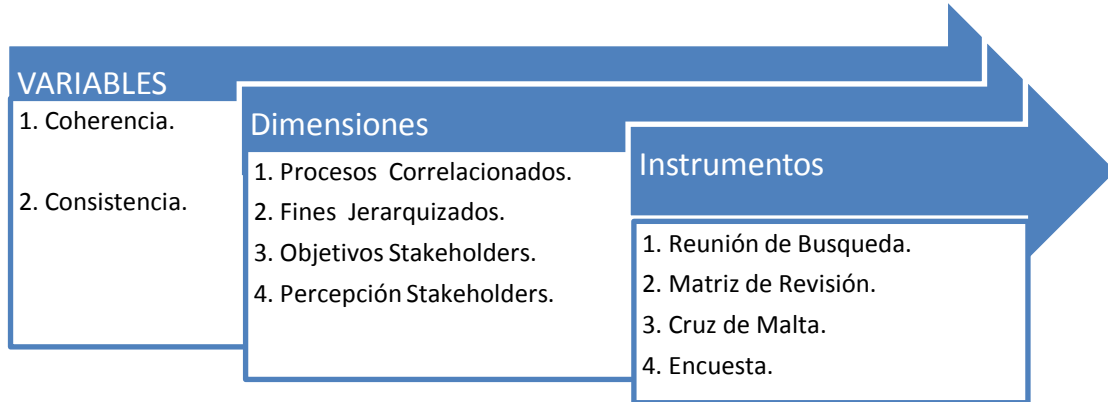 VARIABLES
1. Coherencia.
2. Consistencia.
Dimensiones
1. Procesos Correlacionados.
2. Fines Jerarquizados.
3. Objetivos Stakeholders.
4. Percepción Stakeholders.
Instrumentos
1. Reunión de Busqueda.
2. Matriz de Revisión.
3. Cruz de Malta.
4. Encuesta.